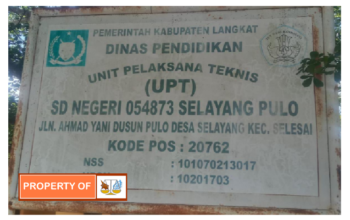 PEMERINTAH KABUPATEN LANGKAT
DINAS PENDIDIKAN
UNIT PELAKSANA TEKNIS
(UPT)
SD NEGERI 054873 SELAYANG PULO
JLN. AHMAD YANI DUSUN PULO DESA SELAYANG KEC. SELESAI
KODE POS : 20762
NSS : 101070213017
: 10201703
PROPERTY OF